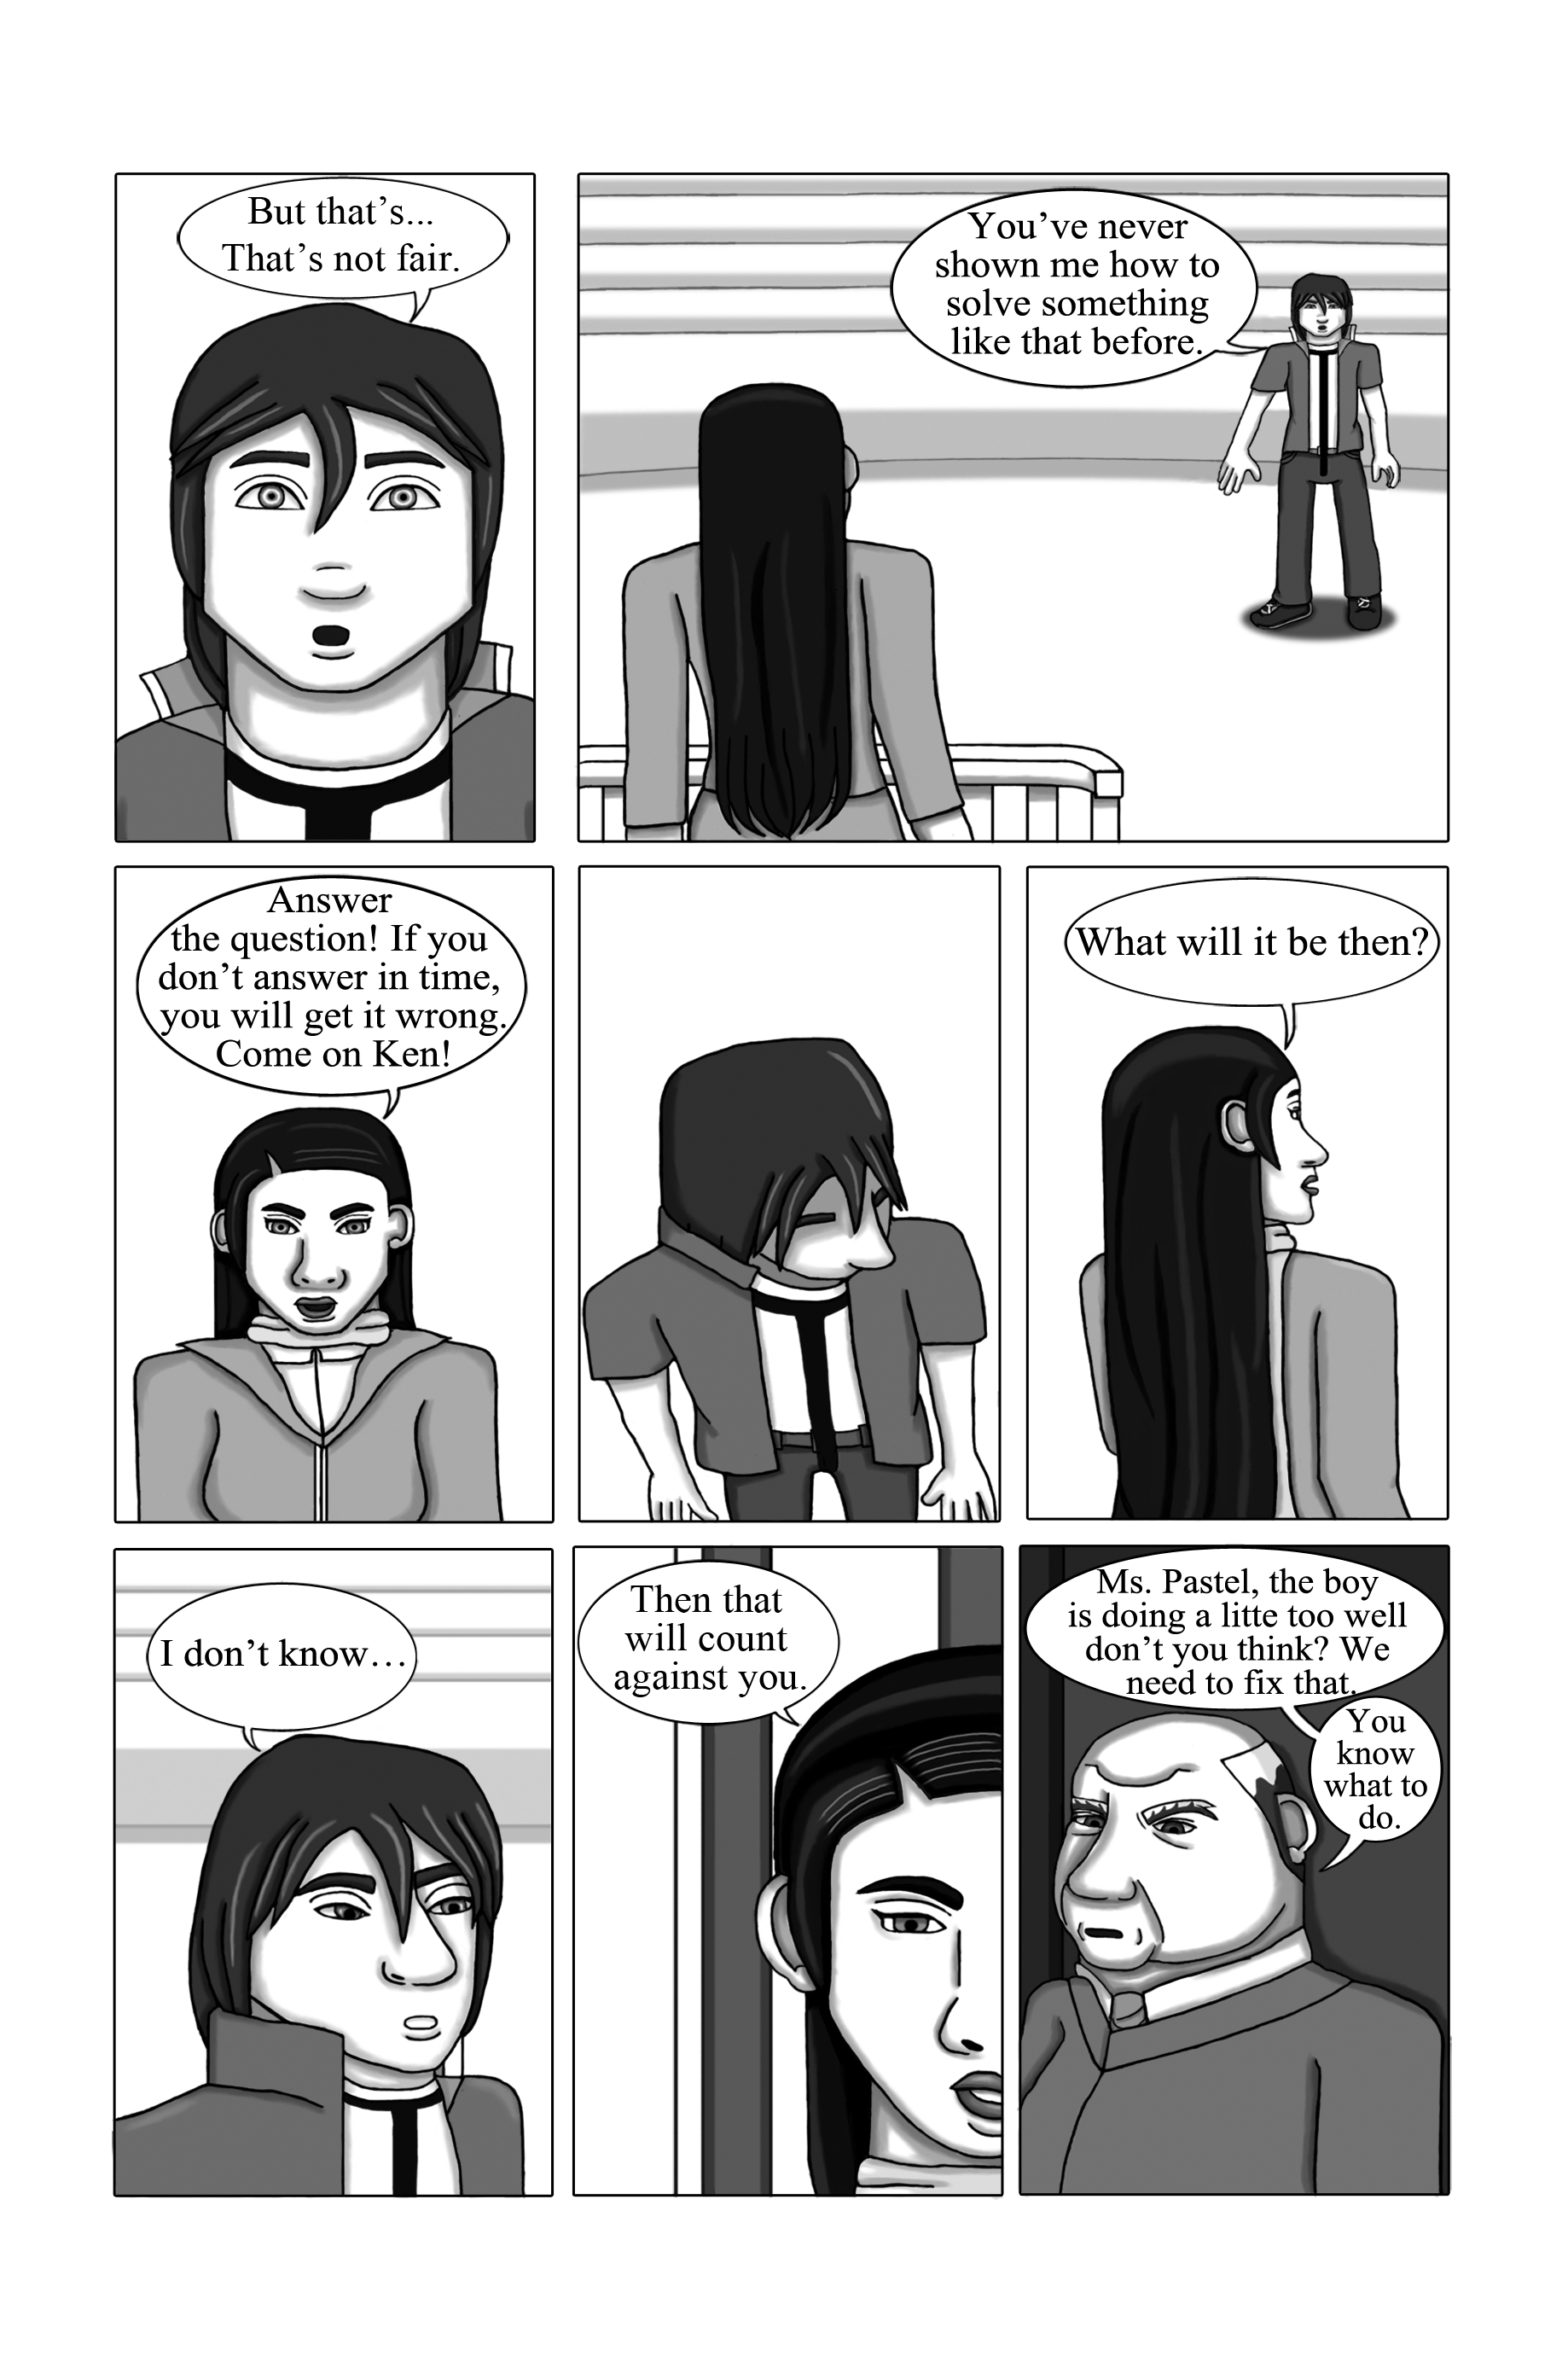 But that’s...
That’s not fair.
You’ve never
shown me how to
solve something
like that before.
Answer
the question! If you
don’t answer in time,
you will get it wrong.
Come on Ken!
What will it be then?
I don’t know…
Then that
will count
against you.
Ms. Pastel, the boy
is doing a litte too well
don’t you think? We
need to fix that.
You
know
what to
do.